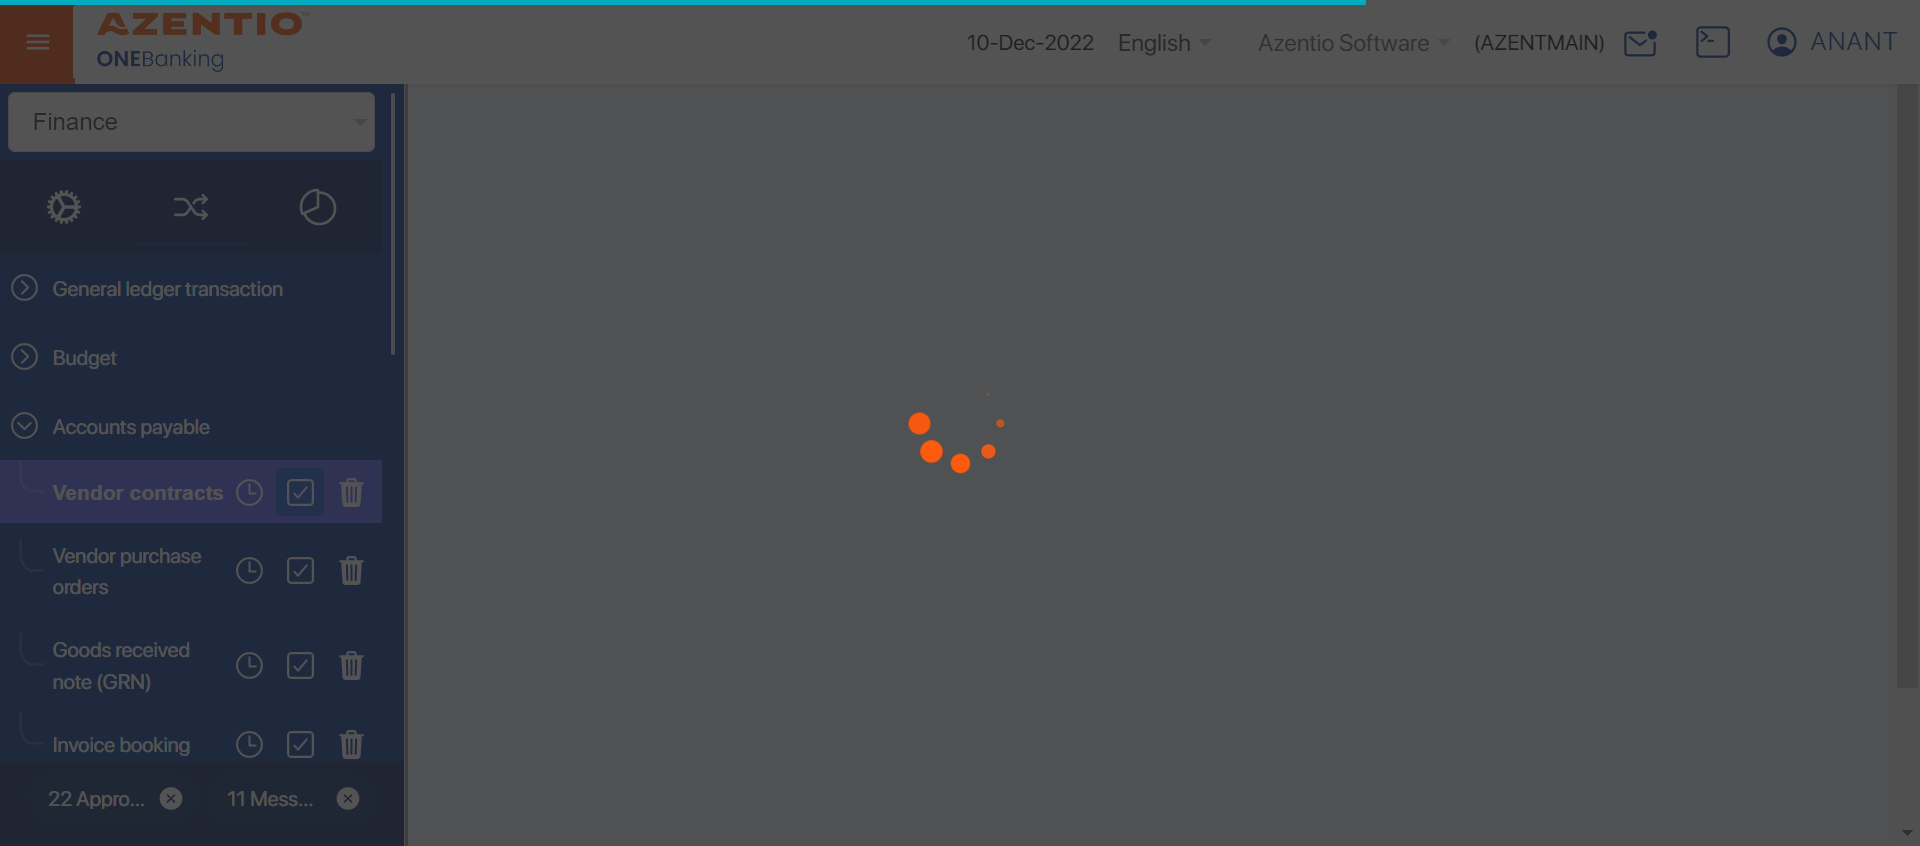 AZENTIO
ONEBanking
10-Dec-2022
English
Azentio Software
(AZENTMAIN)
ANANT
Finance
General ledger transaction
Budget
Accounts payable
Vendor contracts
Vendor purchase
orders
Goods received
note (GRN)
Invoice booking
22 Appro...
11 Mess...